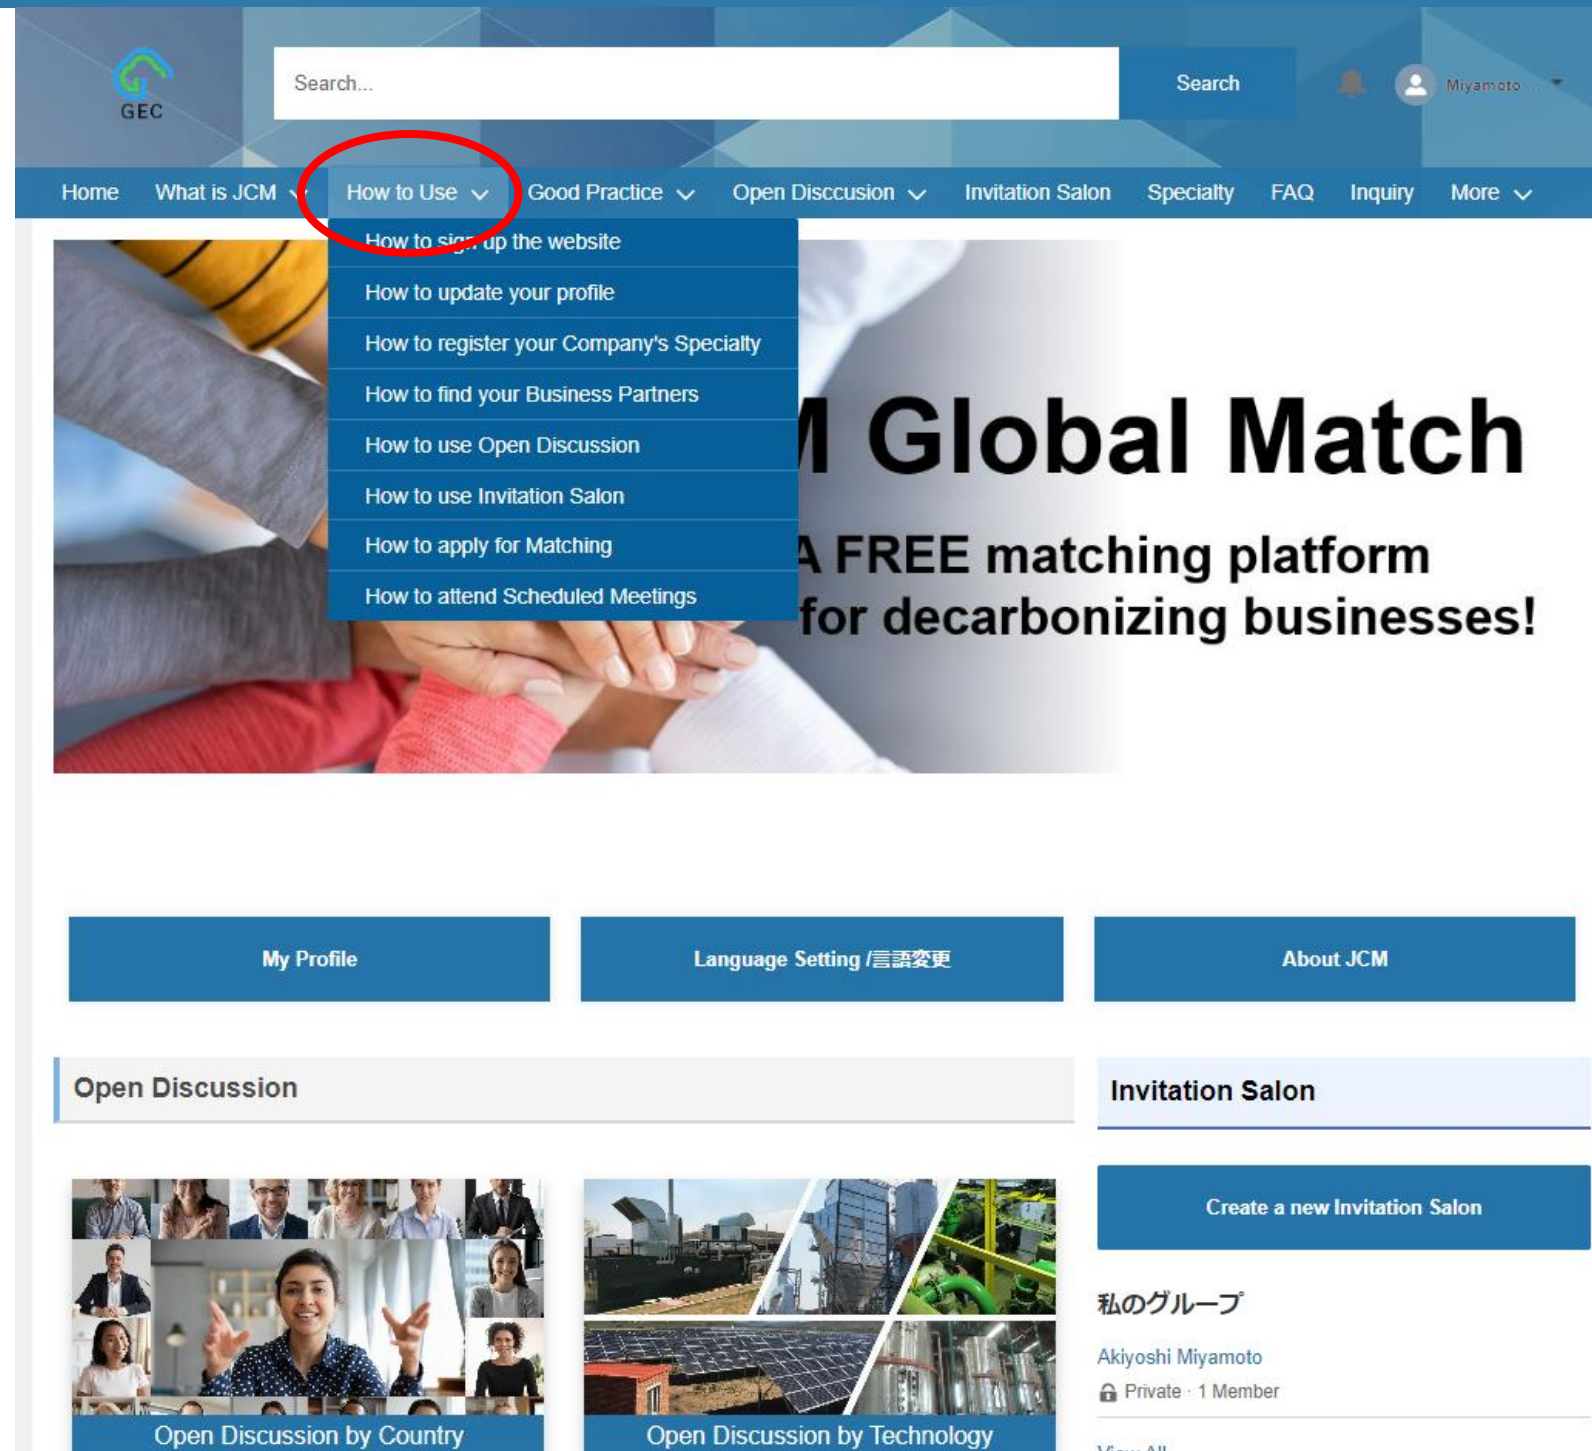 GEC
Search...
Search
Miyamoto ...
Home What is JCM How to Use Good Practice Open Disccusion Invitation Salon Specialty FAQ Inquiry More
How to sign up the website
How to update your profile
How to register your Company's Specialty
How to find your Business Partners
How to use Open Discussion
How to use Invitation Salon
How to apply for Matching
How to attend Scheduled Meetings
M Global Match
A FREE matching platform
for decarbonizing businesses!
My Profile
Language Setting /言語変更
About JCM
Open Discussion
Invitation Salon
Create a new Invitation Salon
私のグループ
Akiyoshi Miyamoto
Private · 1 Member
Open Discussion by Country
Open Discussion by Technology
View All